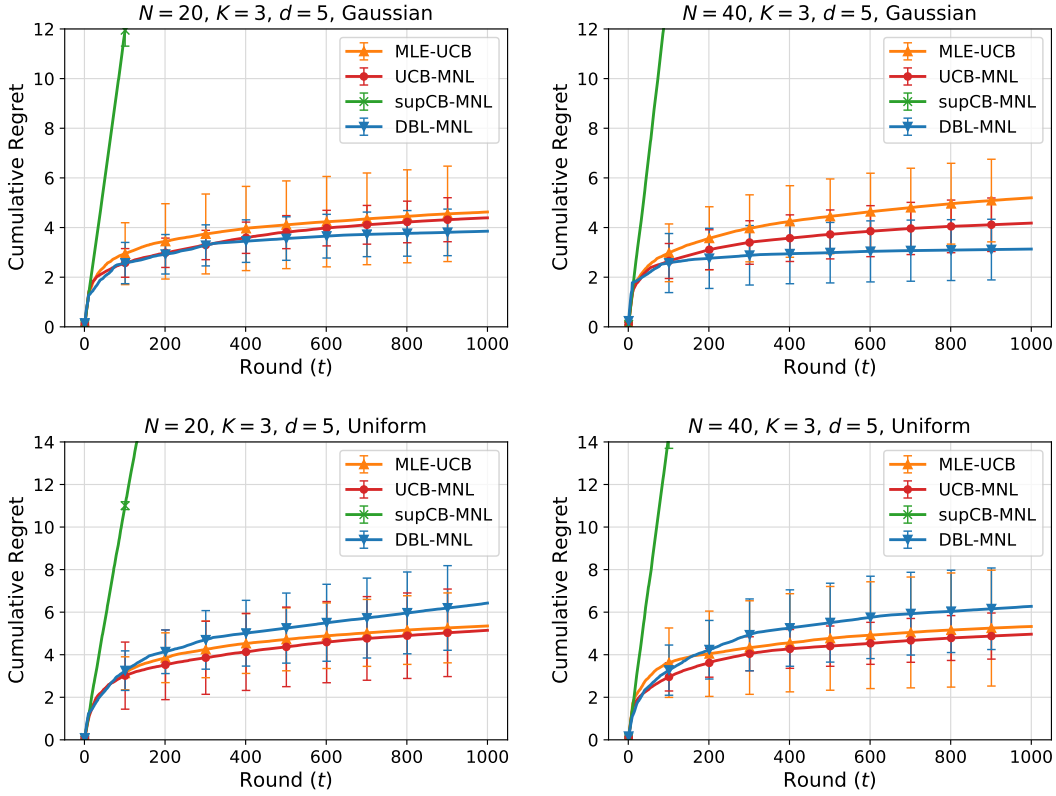 N = 20, K = 3, d = 5, Gaussian
12
10
8
6
4
2
0
Cumulative Regret
MLE-UCB
UCB-MNL
supCB-MNL
DBL-MNL
0 200 400 600 800 1000
Round (t)
N = 40, K = 3, d = 5, Gaussian
12
10
8
6
4
2
0
Cumulative Regret
MLE-UCB
UCB-MNL
supCB-MNL
DBL-MNL
0 200 400 600 800 1000
Round (t)
N = 20, K = 3, d = 5, Uniform
14
12
10
8
6
4
2
0
Cumulative Regret
MLE-UCB
UCB-MNL
supCB-MNL
DBL-MNL
0 200 400 600 800 1000
Round (t)
N = 40, K = 3, d = 5, Uniform
14
12
10
8
6
4
2
0
Cumulative Regret
MLE-UCB
UCB-MNL
supCB-MNL
DBL-MNL
0 200 400 600 800 1000
Round (t)